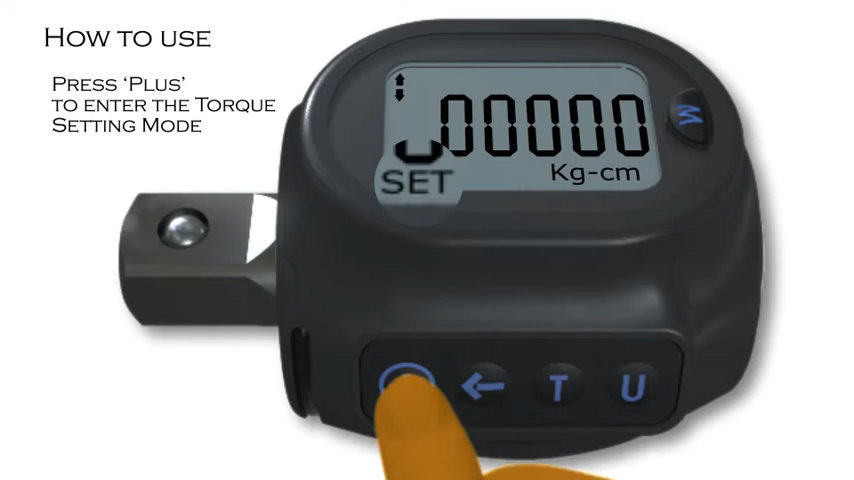 How to use
Press ‘Plus’
to enter the Torque
Setting Mode
00000
M
SET
Kg-cm
T
U